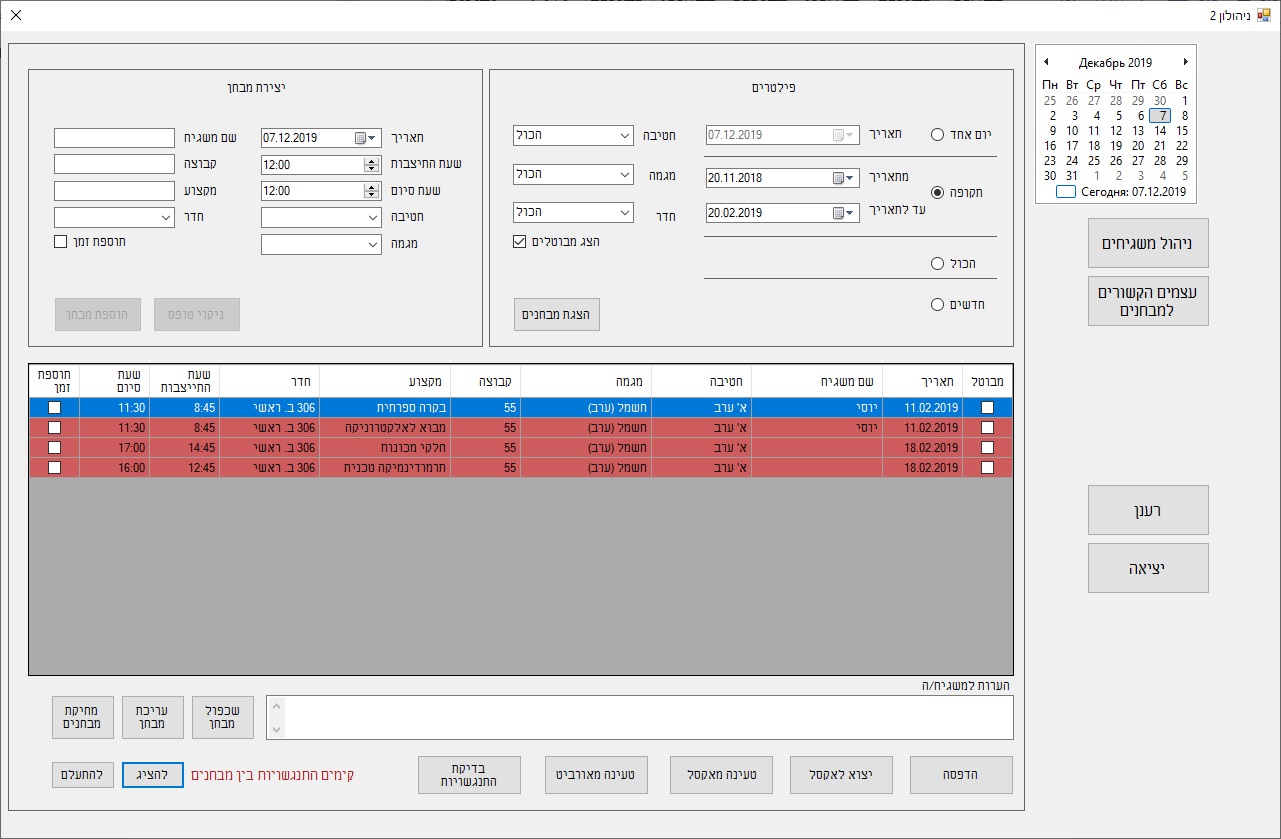 ניהולון 2
Декабрь 2019
Пн Вт Ср Чт Пт Сб Вс
25 26 27 28 29 30 1
2 3 4 5 6 7 8
9 10 11 12 13 14 15
16 17 18 19 20 21 22
23 24 25 26 27 28 29
30 31 1 2 3 4 5
Сегодня: 07.12.2019
ניהול משגיחים
עצמים הקשורים
למבחנים
רענן
יציאה
פילטרים
יום אחד
תאריך 07.12.2019
תקופה
מתאריך 20.11.2018
עד לתאריך 20.02.2019
הכול
חדשים
חטיבה הכול
מגמה הכול
חדר הכול
הצג מבוטלים
הצגת מבחנים
יצירת מבחן
תאריך 07.12.2019
שעת התיצבות 12:00
שעת סיום 12:00
חטיבה
מגמה
שם משגיח
קבוצה
מקצוע
חדר
תוספת זמן
ניקוי טופס
הוספת מבחן
מבוטל תאריך שם משגיח חטיבה מגמה קבוצה מקצוע חדר שעת התייצבות שעת סיום תוספת זמן
11.02.2019 יוסי א' ערב חשמל (ערב) 55 בקרה ספרתית 306 ב. ראשי 8:45 11:30
11.02.2019 יוסי א' ערב חשמל (ערב) 55 מבוא לאלקטרוניקה 306 ב. ראשי 8:45 11:30
18.02.2019 א' ערב חשמל (ערב) 55 חלקי מכונרת 306 ב. ראשי 14:45 17:00
18.02.2019 א' ערב חשמל (ערב) 55 תרמודינמיקה טכנית 306 ב. ראשי 12:45 16:00
הערות למשגיח/ה
שכפול
מבחן
עריכת
מבחן
מחיקת
מבחנים
הדפסה
יצוא לאקסל
טעינה מאקסל
טעינה מאורביט
בדיקת
התנגשויות
קימים התנגשויות בין מבחנים
להציג
להתעלם